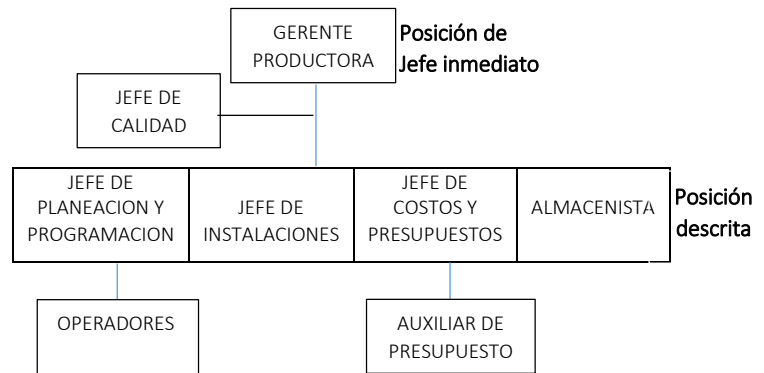 GERENTE
PRODUCTORA
Posición de
Jefe inmediato
JEFE DE
CALIDAD
JEFE DE
PLANEACION Y
PROGRAMACION
JEFE DE
INSTALACIONES
JEFE DE
COSTOS Y
PRESUPUESTOS
ALMACENISTA
Posición
descrita
OPERADORES
AUXILIAR DE
PRESUPUESTO